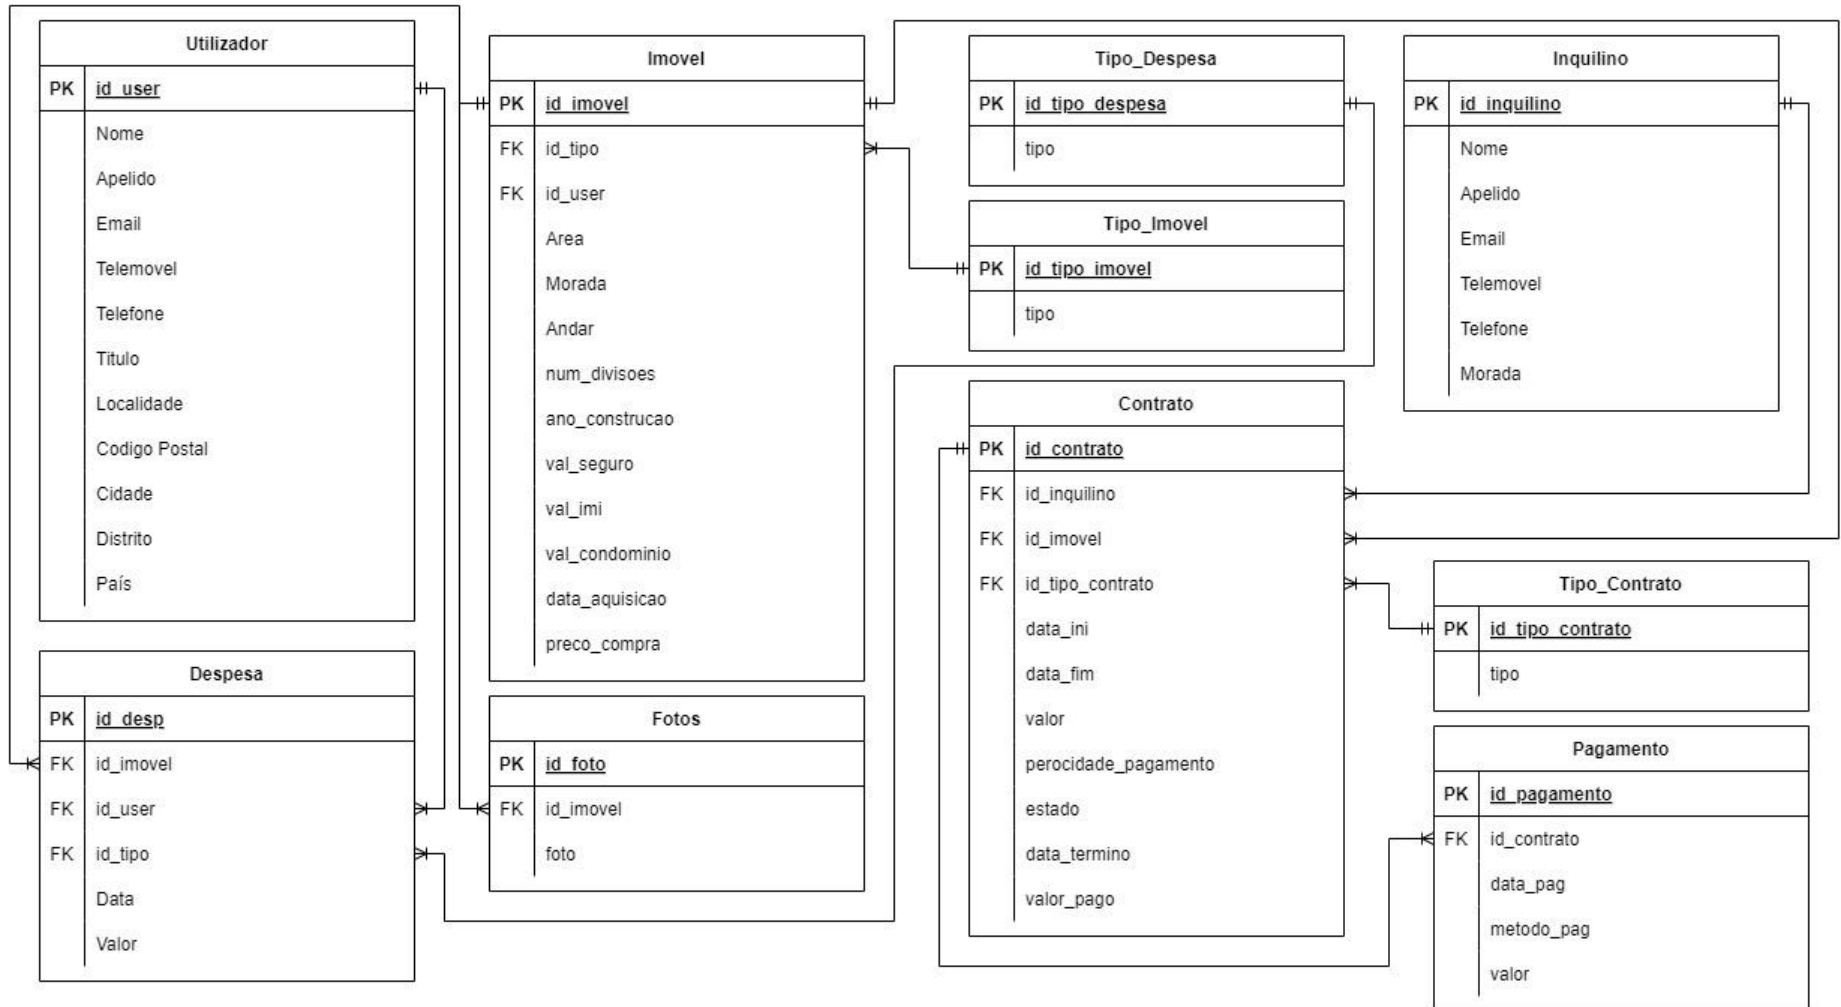 Utilizador
PK id_user
Nome
Apelido
Email
Telemovel
Telefone
Titulo
Localidade
Codigo Postal
Cidade
Distrito
País
Imovel
PK id_imovel
FK id_tipo
FK id_user
Area
Morada
Andar
num_divisoes
ano_construcao
val_seguro
val_imi
val_condominio
data_aquisicao
preco_compra
Tipo_Despesa
PK id_tipo_despesa
tipo
Tipo_Imovel
PK id_tipo_imovel
tipo
Inquilino
PK id_inquilino
Nome
Apelido
Email
Telemovel
Telefone
Morada
Contrato
PK id_contrato
FK id_inquilino
FK id_imovel
FK id_tipo_contrato
data_ini
data_fim
valor
perocidade_pagamento
estado
data_termino
valor_pago
Tipo_Contrato
PK id_tipo_contrato
tipo
Despesa
PK id_desp
FK id_imovel
FK id_user
FK id_tipo
Data
Valor
Fotos
PK id_foto
FK id_imovel
foto
Pagamento
PK id_pagamento
FK id_contrato
data_pag
metodo_pag
valor